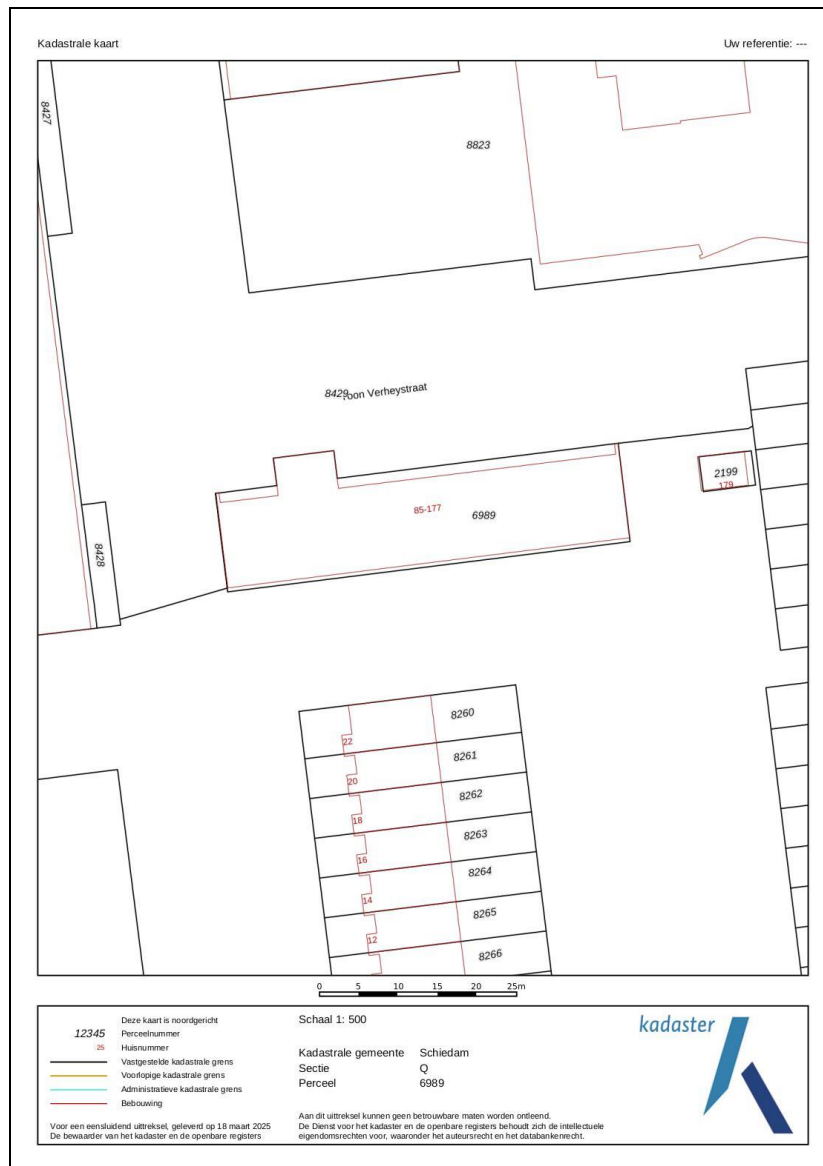 Kadastrale kaart
Uw referentie: ---
8427
8823
8429
Toon Verheystraat
2199
179
85-177
6989
8428
8260
22
8261
20
8262
18
8263
16
8264
14
8265
12
8266
0 5 10 15 20 25m
Deze kaart is noordgericht
12345 Perceelnummer
25 Huisnummer
Vastgestelde kadastrale grens
Voorlopige kadastrale grens
Administratieve kadastrale grens
Bebouwing
Voor een eensluidend uittreksel, geleverd op 18 maart 2025
De bewaarder van het kadaster en de openbare registers
Schaal 1: 500
Kadastrale gemeente Schiedam
Sectie Q
Perceel 6989
Aan dit uittreksel kunnen geen betrouwbare maten worden ontleend.
De Dienst voor het kadaster en de openbare registers behoudt zich de intellectuele
eigendomsrechten voor, waaronder het auteursrecht en het databankenrecht.
kadaster